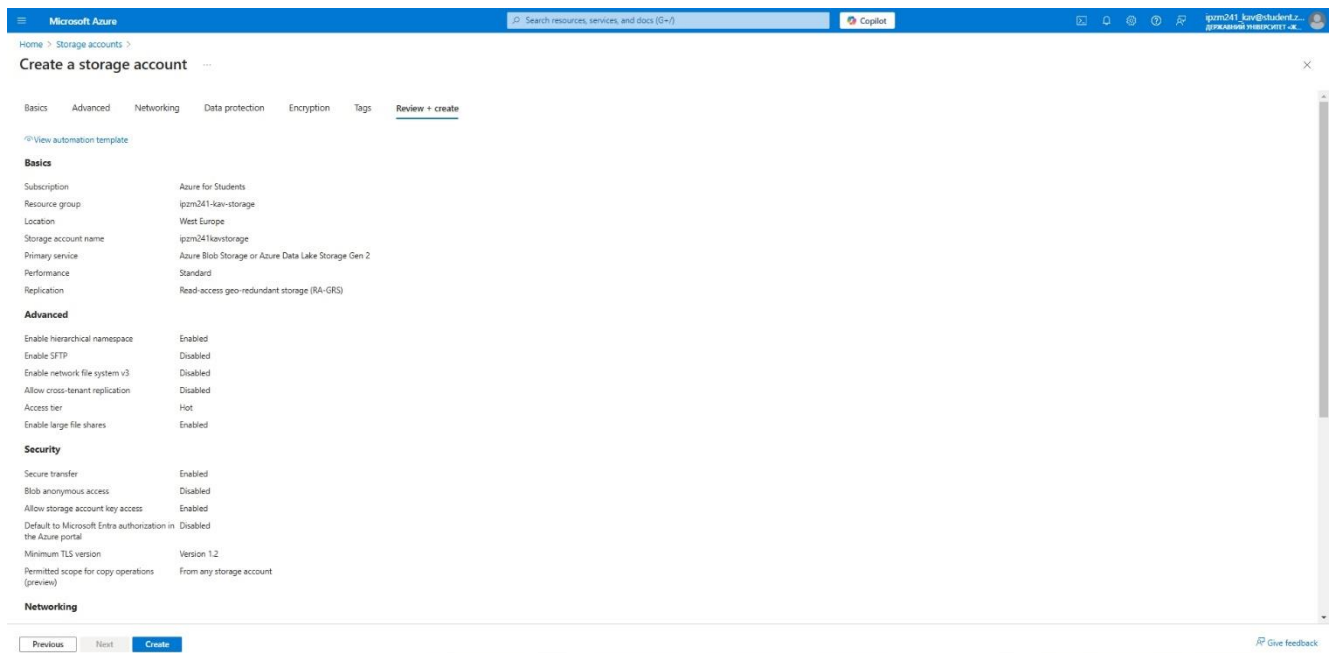 Microsoft Azure
Search resources, services, and docs (G+/)
Copilot
ipzm241_kav@student.z...
ДЕРЖАВНИЙ УНІВЕРСИТЕТ «Ж...
Home > Storage accounts >
Create a storage account ...
Basics Advanced Networking Data protection Encryption Tags Review + create
View automation template
Basics
Subscription Azure for Students
Resource group ipzm241-kav-storage
Location West Europe
Storage account name ipzm241kavstorage
Primary service Azure Blob Storage or Azure Data Lake Storage Gen 2
Performance Standard
Replication Read-access geo-redundant storage (RA-GRS)
Advanced
Enable hierarchical namespace Enabled
Enable SFTP Disabled
Enable network file system v3 Disabled
Allow cross-tenant replication Disabled
Access tier Hot
Enable large file shares Enabled
Security
Secure transfer Enabled
Blob anonymous access Disabled
Allow storage account key access Enabled
Default to Microsoft Entra authorization in Disabled
the Azure portal
Minimum TLS version Version 1.2
Permitted scope for copy operations From any storage account
(preview)
Networking
Previous Next Create
Give feedback